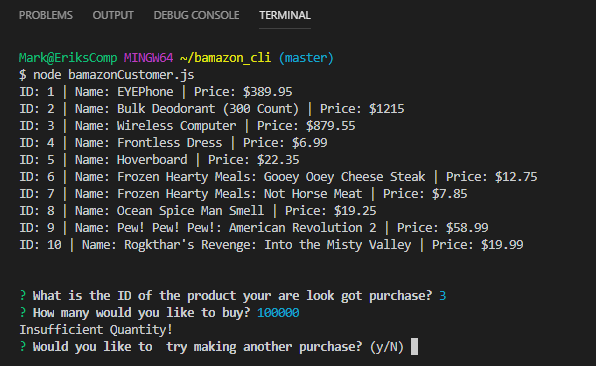 PROBLEMS OUTPUT DEBUG CONSOLE TERMINAL
Mark@EriksComp MINGW64 ~/bamazon_cli (master)
$ node bamazonCustomer.js
ID: 1 | Name: EYEPhone | Price: $389.95
ID: 2 | Name: Bulk Deodorant (300 Count) | Price: $1215
ID: 3 | Name: Wireless Computer | Price: $879.55
ID: 4 | Name: Frontless Dress | Price: $6.99
ID: 5 | Name: Hoverboard | Price: $22.35
ID: 6 | Name: Frozen Hearty Meals: Gooey Ooey Cheese Steak | Price: $12.75
ID: 7 | Name: Frozen Hearty Meals: Not Horse Meat | Price: $7.85
ID: 8 | Name: Ocean Spice Man Smell | Price: $19.25
ID: 9 | Name: Pew! Pew! Pew!: American Revolution 2 | Price: $58.99
ID: 10 | Name: Rogkthar's Revenge: Into the Misty Valley | Price: $19.99
? What is the ID of the product your are look got purchase? 3
? How many would you like to buy? 100000
Insufficient Quantity!
? Would you like to  try making another purchase? (y/N)